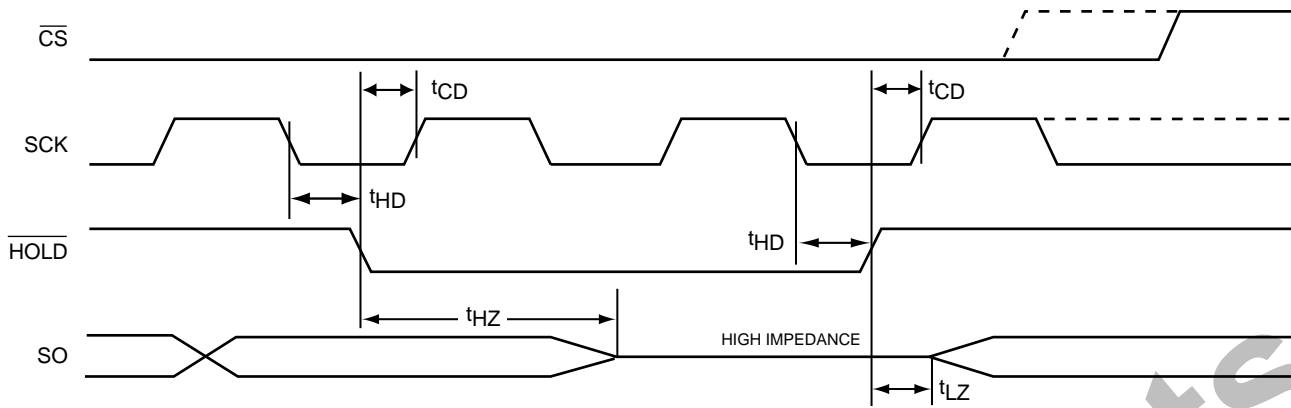 CS
tCD
tCD
SCK
tHD
HOLD
tHD
tHZ
HIGH IMPEDANCE
SO
tLZ